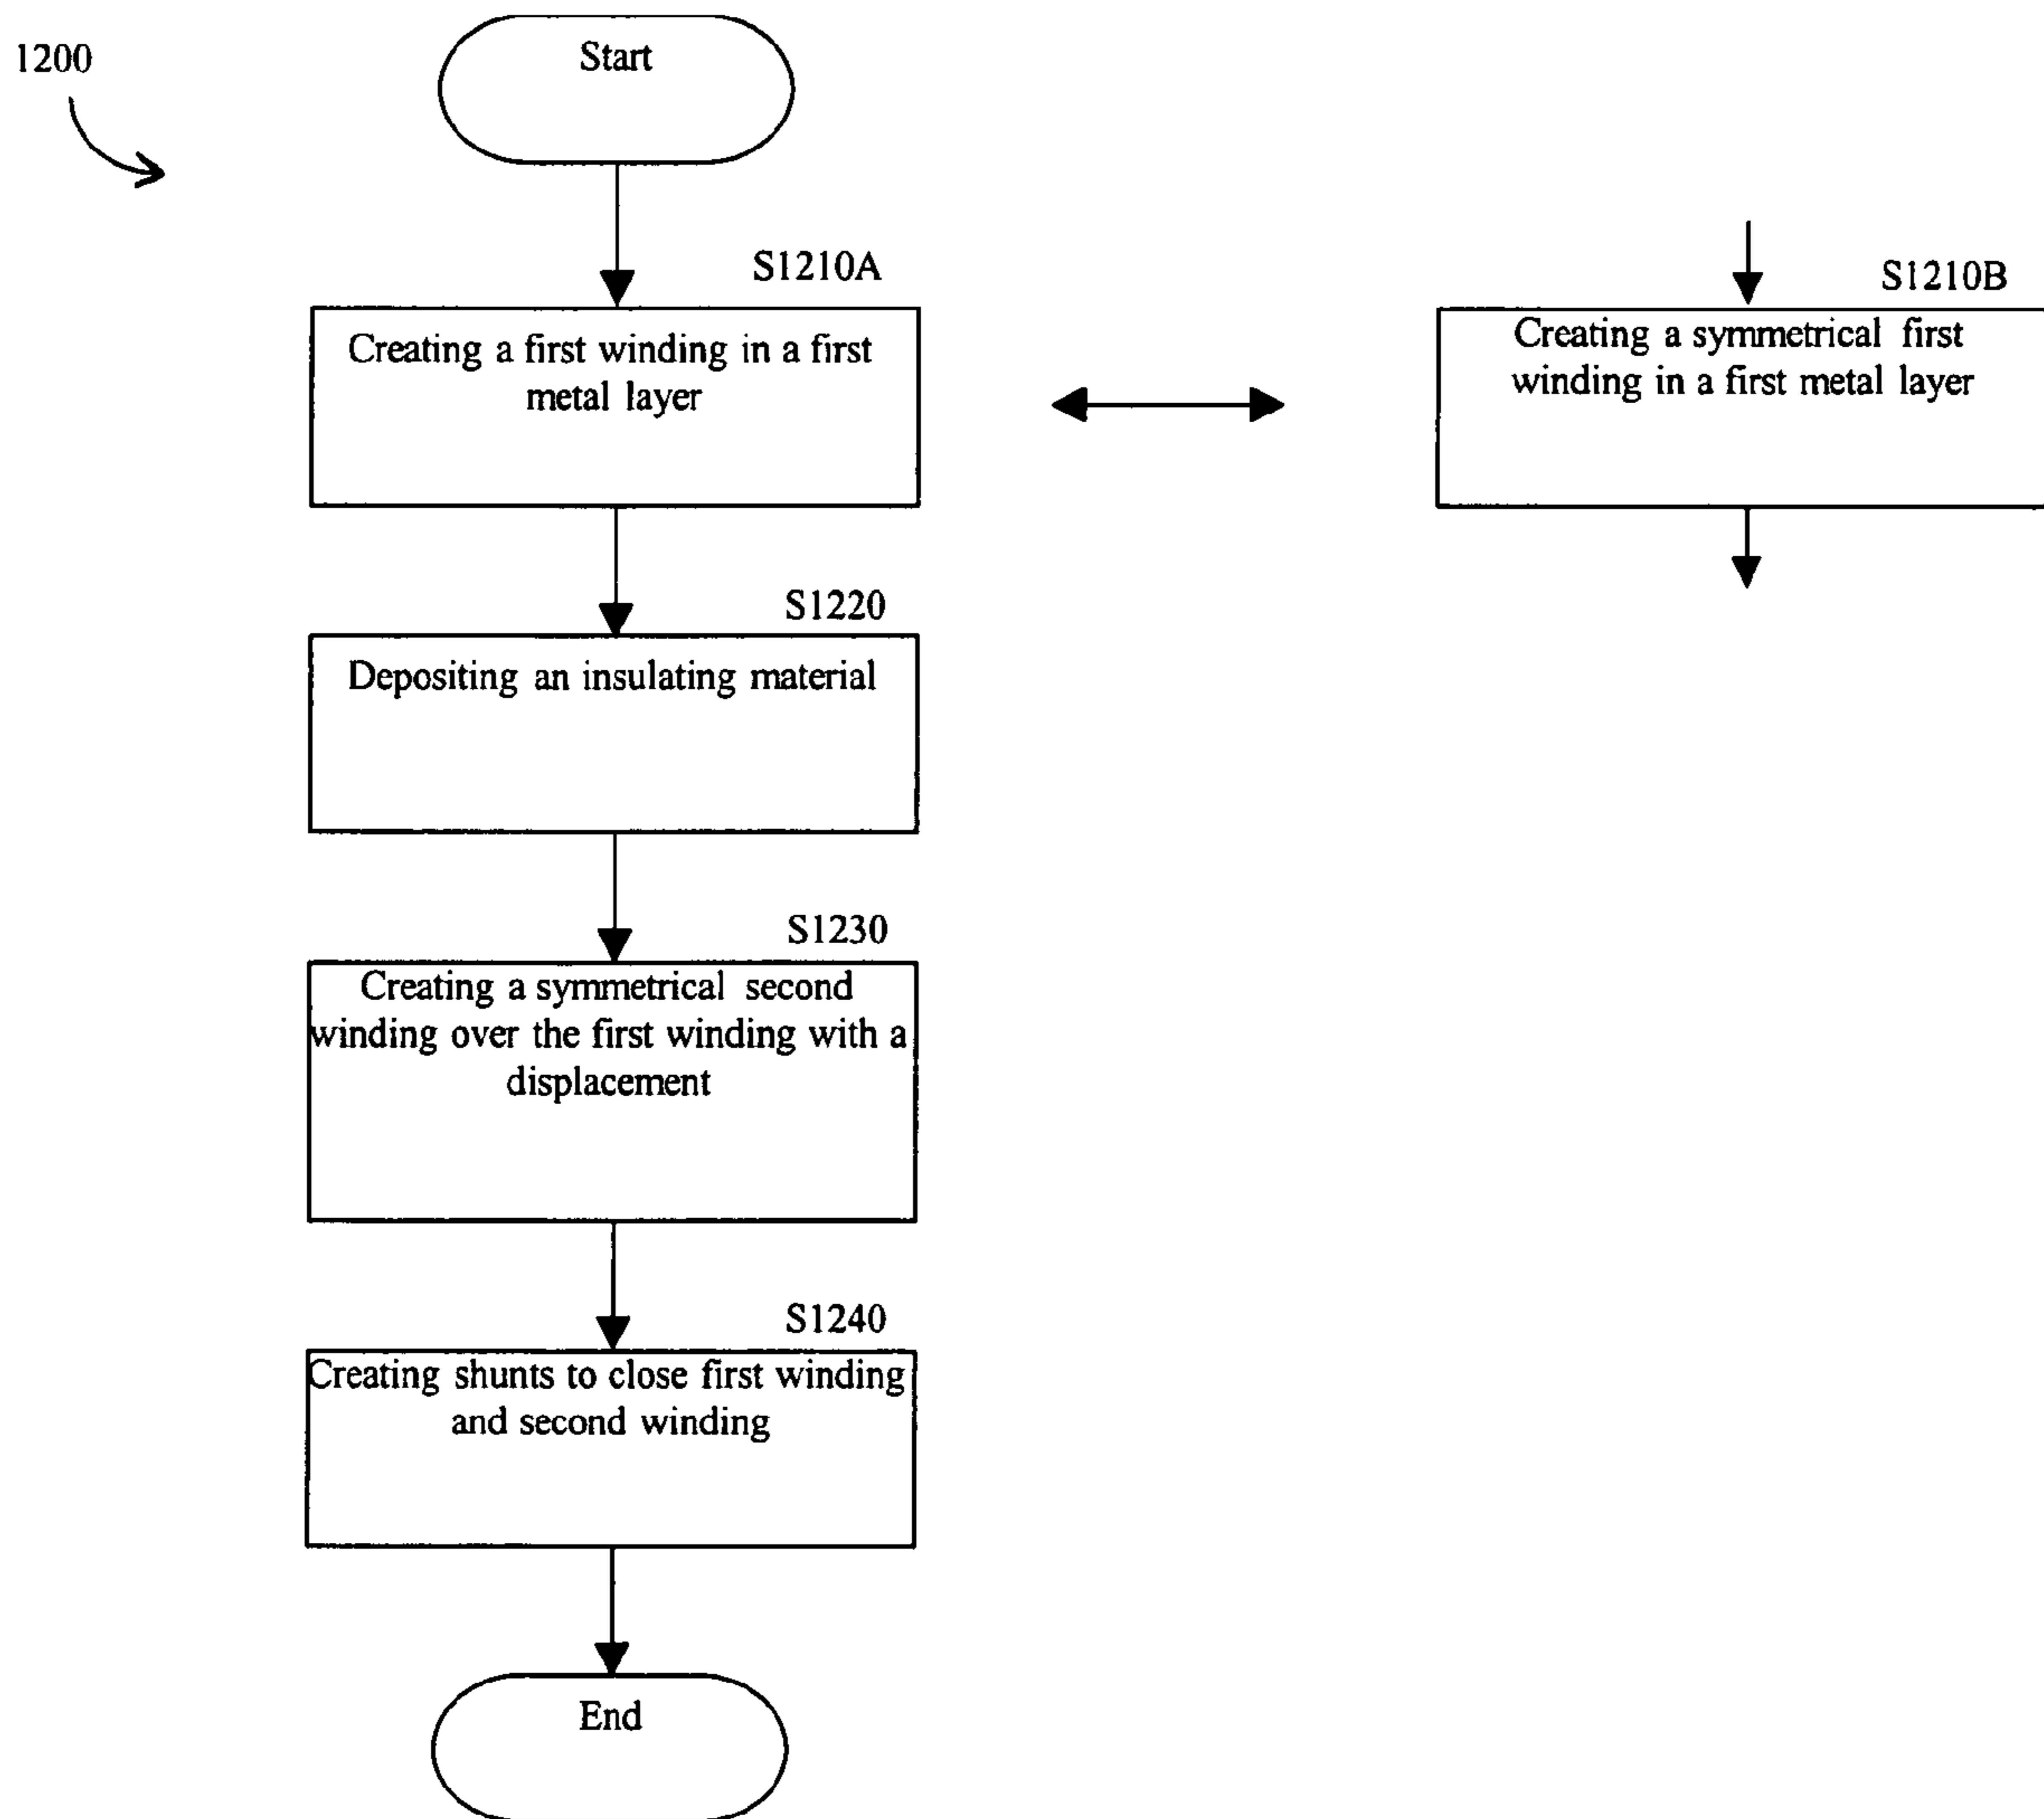 1200
Start
S1210A
Creating a first winding in a first
metal layer
S1210B
Creating a symmetrical first
winding in a first metal layer
S1220
Depositing an insulating material
S1230
Creating a symmetrical second
winding over the first winding with a
displacement
S1240
Creating shunts to close first winding
and second winding
End